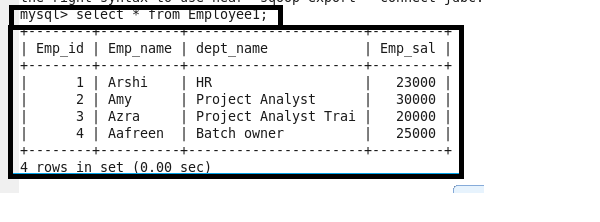 mysql> select * from Employee1;
+--------+----------+----------------------+---------+
| Emp_id | Emp_name | dept_name            | Emp_sal |
+--------+----------+----------------------+---------+
|      1 | Arshi    | HR                   |   23000 |
|      2 | Amy      | Project Analyst      |   30000 |
|      3 | Azra     | Project Analyst Trai |   20000 |
|      4 | Aafreen  | Batch owner          |   25000 |
+--------+----------+----------------------+---------+
4 rows in set (0.00 sec)